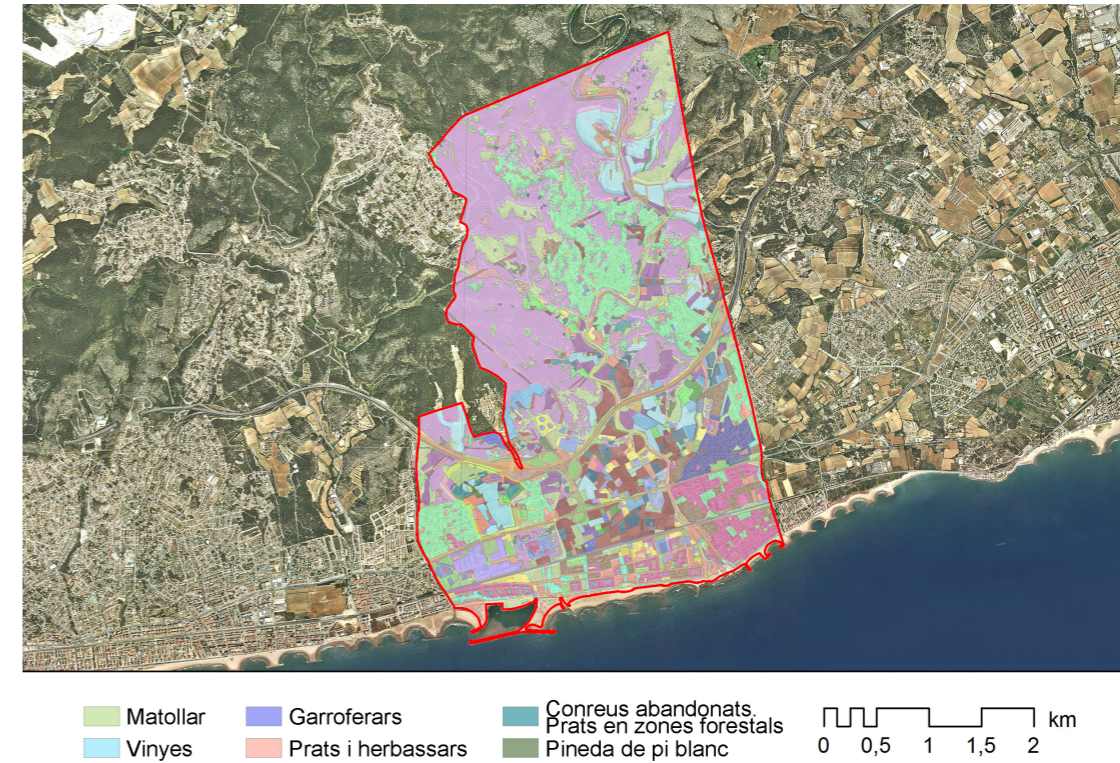 Matollar
Vinyes
Garroferars
Prats i herbassars
Conreus abandonats.
Prats en zones forestals
Pineda de pi blanc
km
0 0,5 1 1,5 2